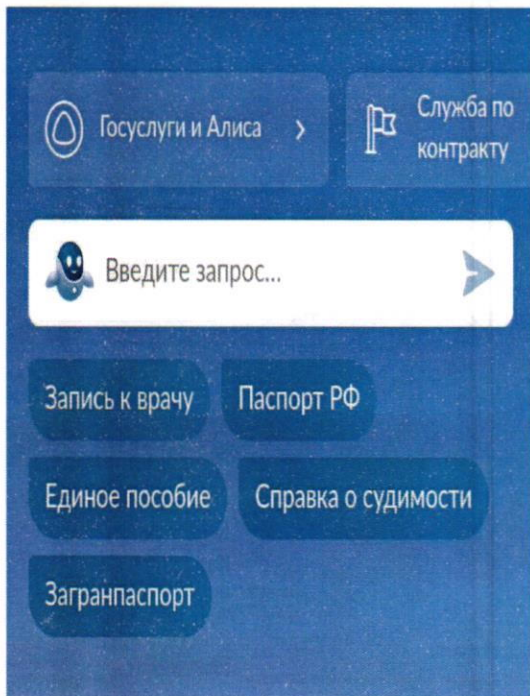 Госуслуги и Алиса
Служба по
контракту
Введите запрос...
Запись к врачу
Паспорт РФ
Единое пособие
Справка о судимости
Загранпаспорт